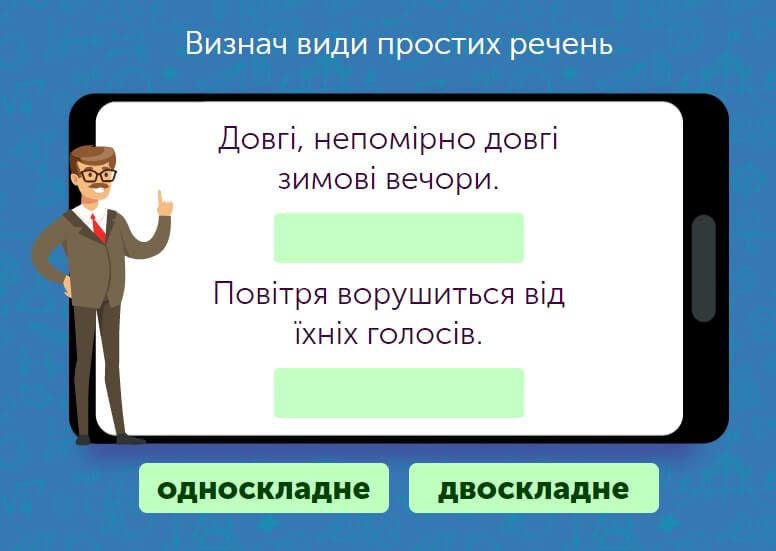 Визнач види простих речень
Довгі, непомірно довгі
зимові вечори.
Повітря ворушиться від
їхніх голосів.
односкладне
двоскладне